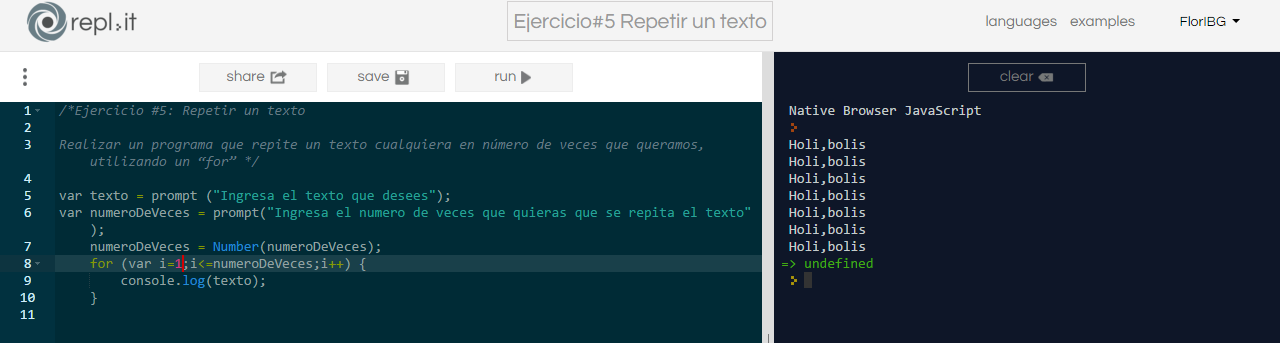 repl.it
Ejercicio#5 Repetir un texto
languages examples FlorIBG
share save run
clear
1 /*Ejercicio #5: Repetir un texto
2
3 Realizar un programa que repite un texto cualquiera en número de veces que queramos,
utilizando un “for” */
4
5 var texto = prompt ("Ingresa el texto que desees");
6 var numeroDeVeces = prompt("Ingresa el numero de veces que quieras que se repita el texto"
);
7 numeroDeVeces = Number(numeroDeVeces);
8 for (var i=1;i<=numeroDeVeces;i++) {
9 console.log(texto);
10 }
11
Native Browser JavaScript
Holi,bolis
Holi,bolis
Holi,bolis
Holi,bolis
Holi,bolis
Holi,bolis
Holi,bolis
=> undefined